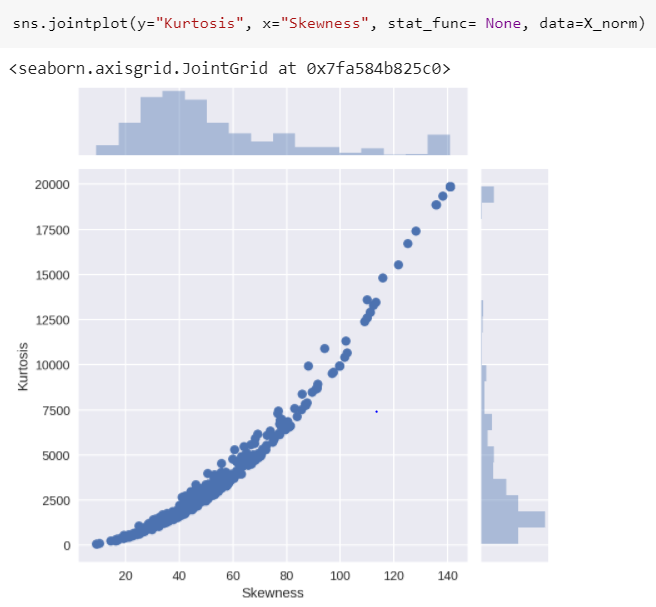 sns.jointplot(y="Kurtosis", x="Skewness", stat_func= None, data=X_norm)
<seaborn.axisgrid.JointGrid at 0x7fa584b825c0>
20000
17500
15000
12500
10000
7500
5000
2500
0
Kurtosis
20 40 60 80 100 120 140
Skewness